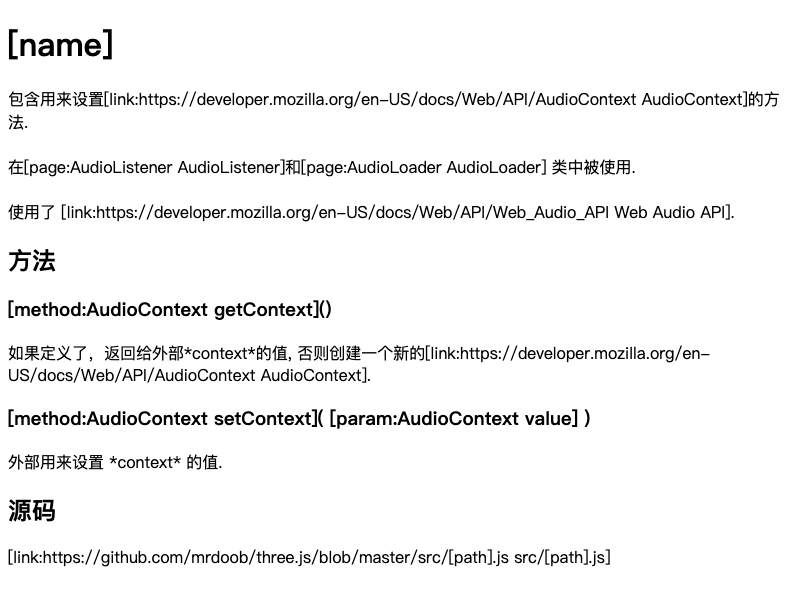 [name]
包含用来设置[link:https://developer.mozilla.org/en-US/docs/Web/API/AudioContext AudioContext]的方
法.
在[page:AudioListener AudioListener]和[page:AudioLoader AudioLoader] 类中被使用.
使用了 [link:https://developer.mozilla.org/en-US/docs/Web/API/Web_Audio_API Web Audio API].
方法
[method:AudioContext getContext]()
如果定义了，返回给外部*context*的值, 否则创建一个新的[link:https://developer.mozilla.org/en-
US/docs/Web/API/AudioContext AudioContext].
[method:AudioContext setContext]( [param:AudioContext value] )
外部用来设置 *context* 的值.
源码
[link:https://github.com/mrdoob/three.js/blob/master/src/[path].js src/[path].js]